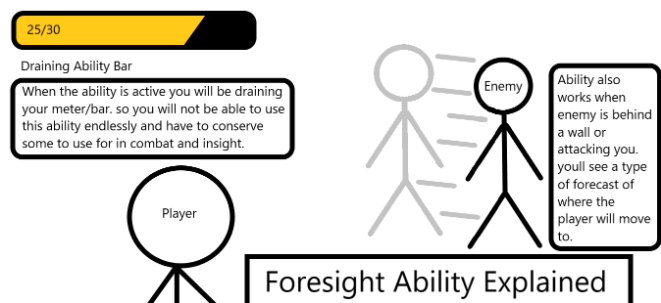 25/30
Draining Ability Bar
When the ability is active you will be draining
your meter/bar. so you will not be able to use
this ability endlessly and have to conserve
some to use for in combat and insight.
Player
Enemy
Ability also
works when
enemy is behind
a wall or
attacking you.
youll see a type
of forecast of
where the
player will move
to.
Foresight Ability Explained